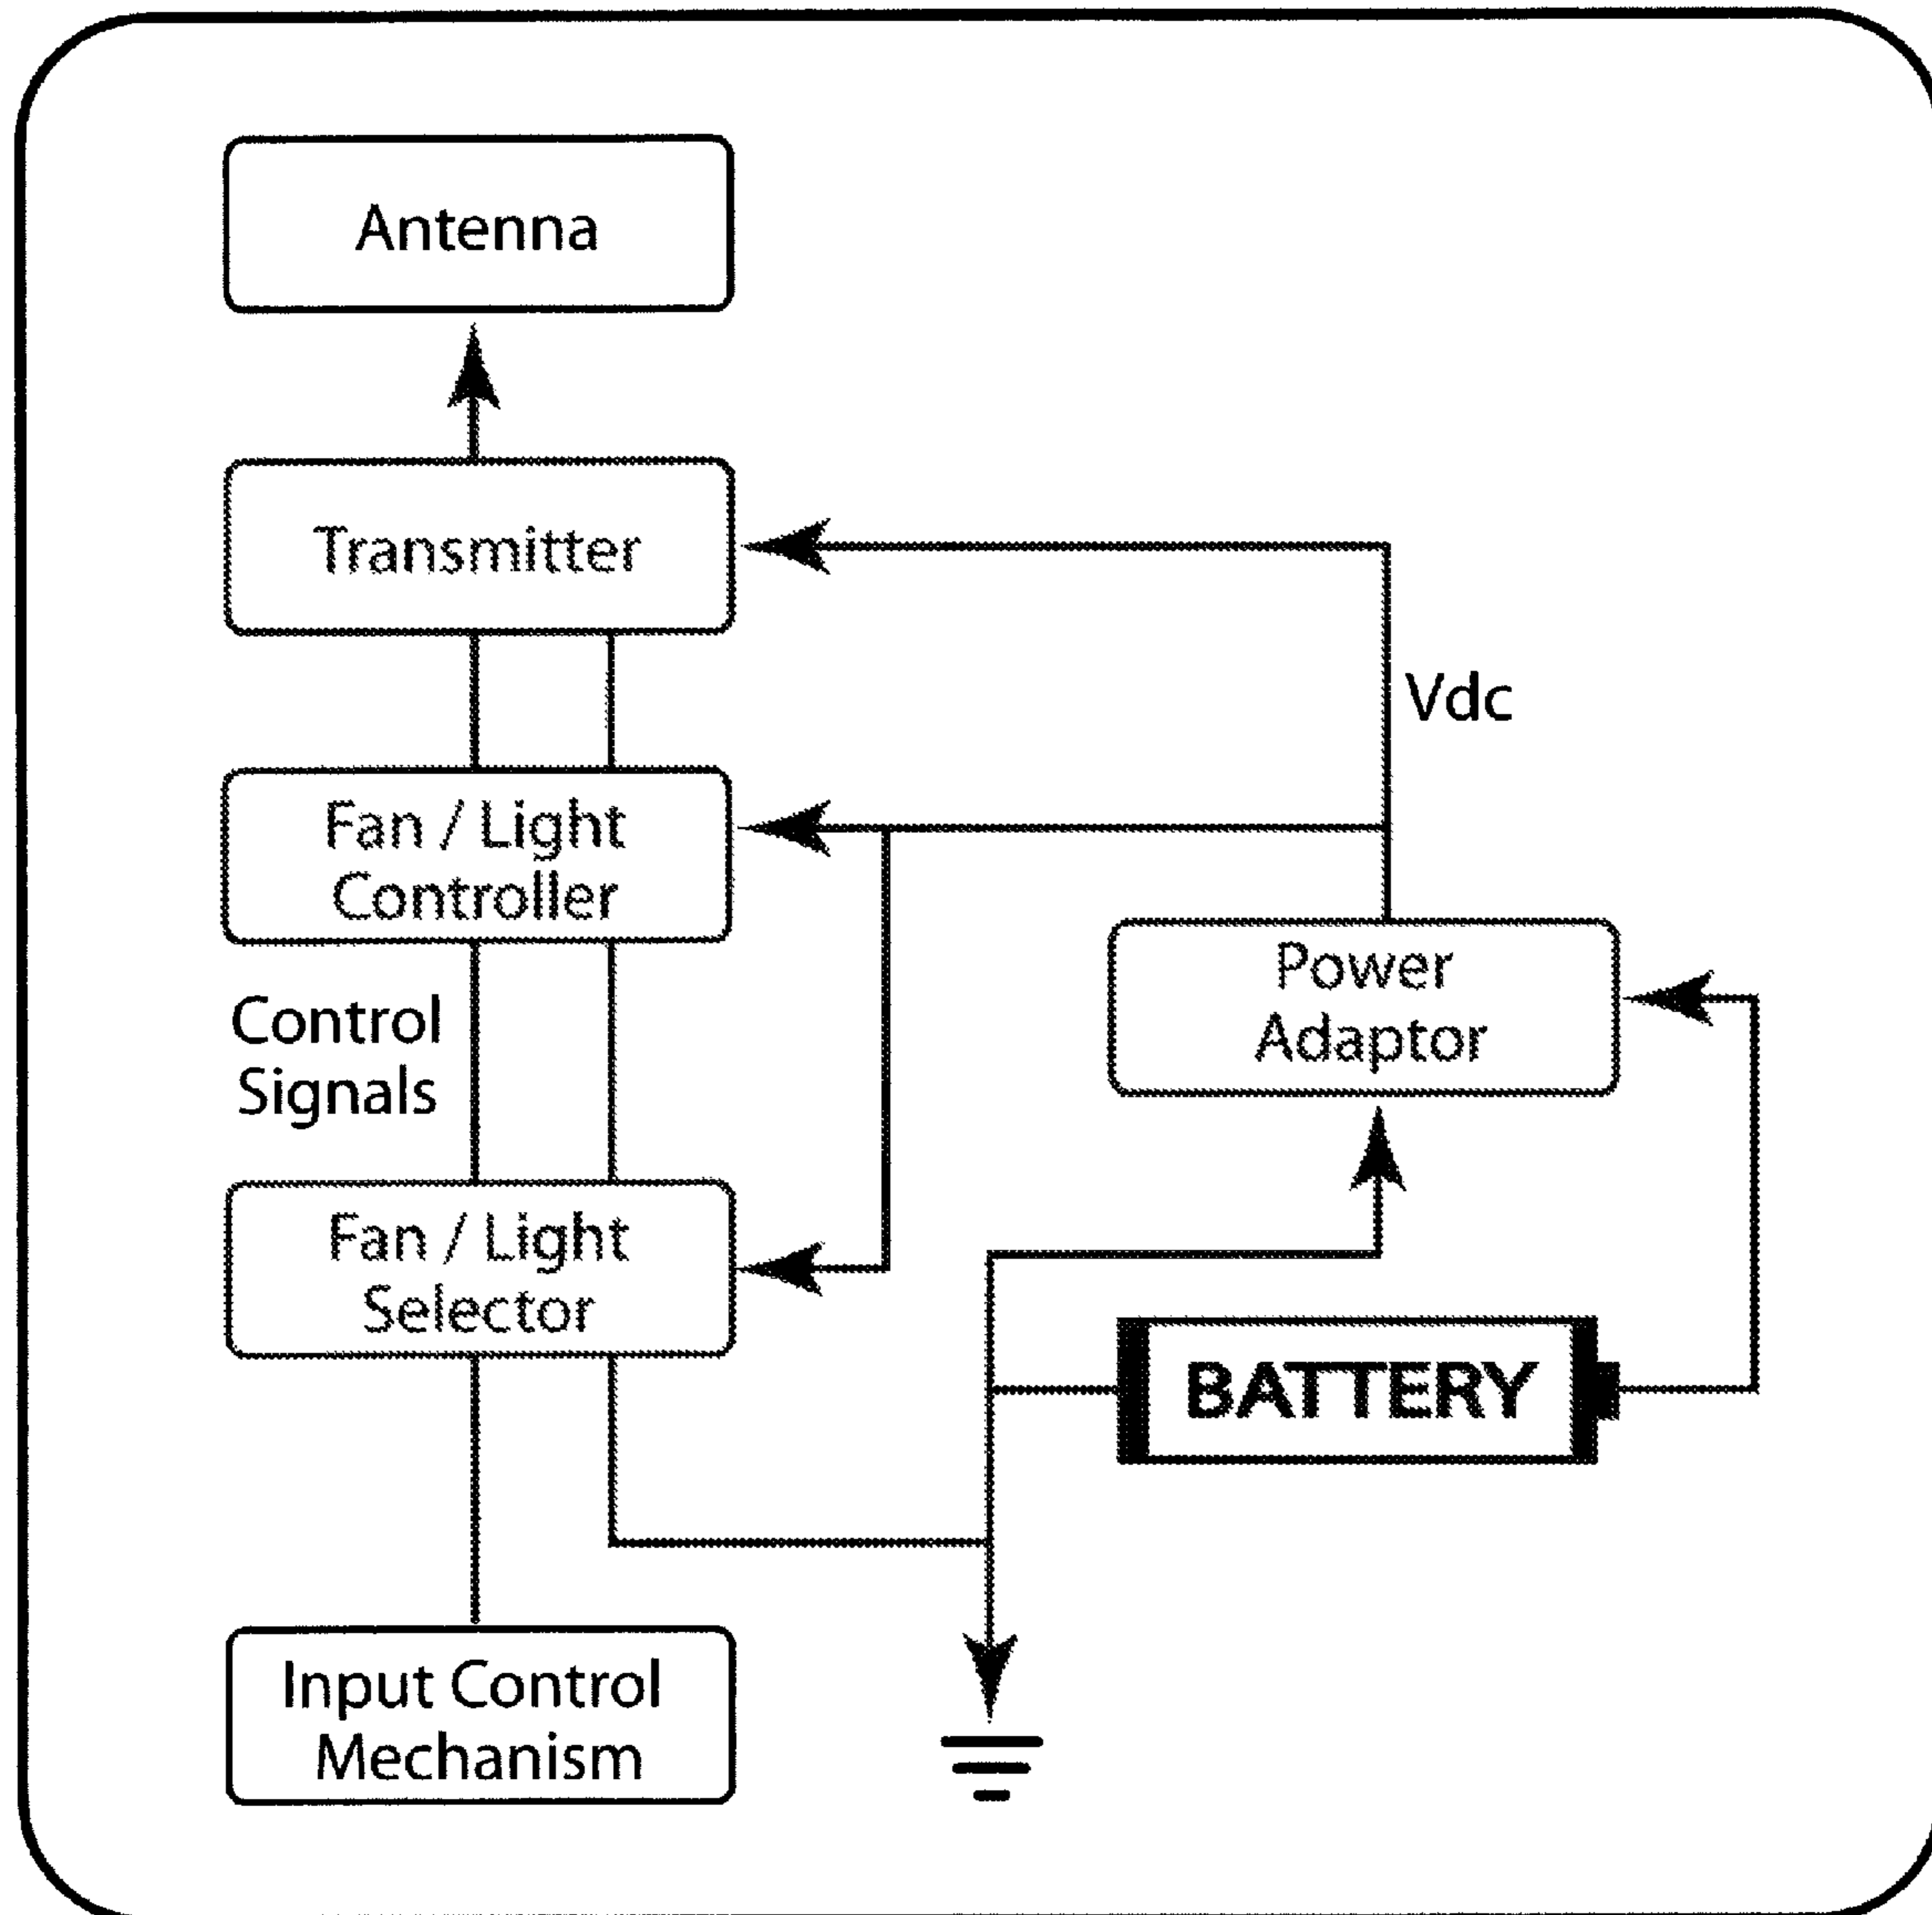 Antenna
Transmitter
Vdc
Fan / Light
Controller
Power
Adaptor
Control
Signals
Fan / Light
Selector
BATTERY
Input Control
Mechanism